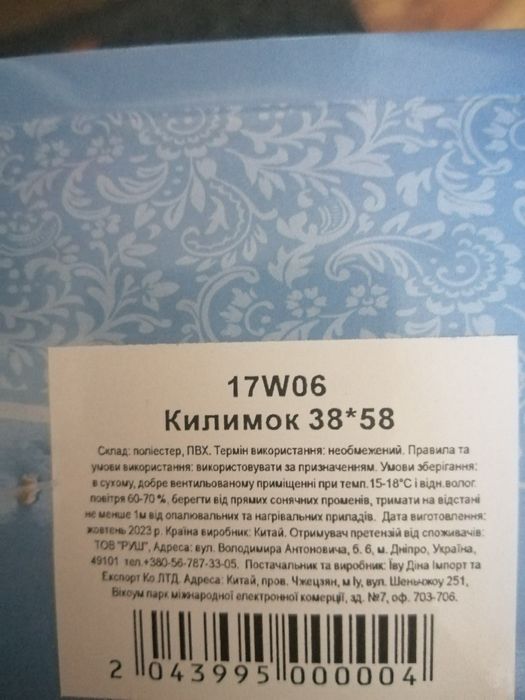 17W06
Килимок 38*58
Склад: поліестер, ПВХ. Термін використання: необмежений. Правила та
умови використання: використовувати за призначенням. Умови зберігання:
в сухому, добре вентильованому приміщенні при темп. 15-18°С і відн.волог.
повітря 60-70 %, берегти від прямих сонячних променів, тримати на відстані
не менше 1м від опалювальних та нагрівальних приладів. Дата виготовлення:
жовтень 2023 р. Країна виробник: Китай. Отримувач претензій від споживачів:
ТОВ "РУШ", Адреса: вул. Володимира Антоновича, б. 6, м. Дніпро, Україна,
49101 тел.+380-56-787-33-05. Постачальник та виробник: Іву Діна Імпорт та
Експорт Ко ЛТД. Адреса: Китай, пров. Чжецзян, м Іу, вул. Шеньчжоу 251,
Вікоум парк міжнародної електронної комерції, зд. №7, оф. 703-706.
2 043995 000004